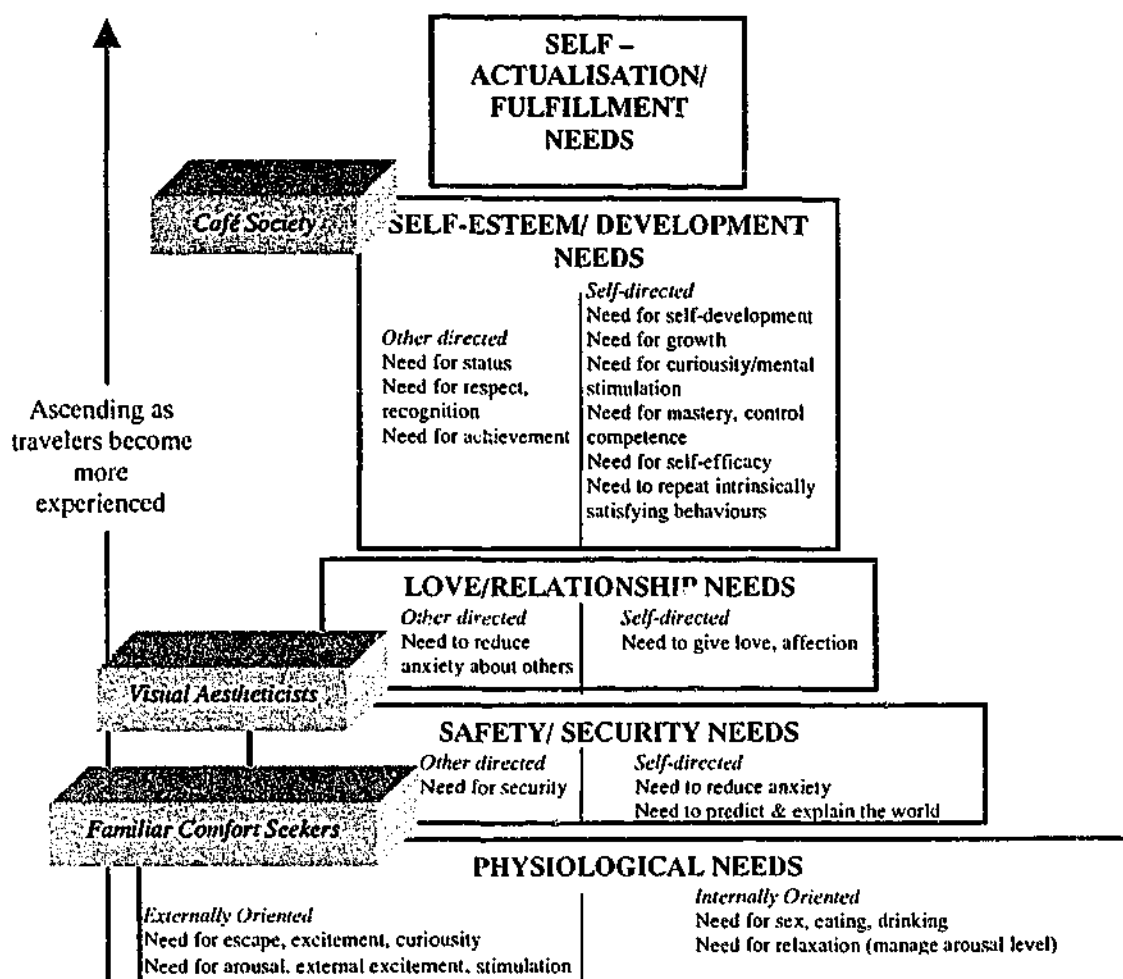 SELF –
ACTUALISATION/
FULFILLMENT
NEEDS
Café Society
SELF-ESTEEM/ DEVELOPMENT
NEEDS
Other directed
Need for status
Need for respect,
recognition
Need for achievement
Self-directed
Need for self-development
Need for growth
Need for curiousity/mental
stimulation
Need for mastery, control
competence
Need for self-efficacy
Need to repeat intrinsically
satisfying behaviours
Ascending as
travelers become
more
experienced
LOVE/RELATIONSHIP NEEDS
Other directed
Need to reduce
anxiety about others
Self-directed
Need to give love, affection
Visual Aestheticists
SAFETY/ SECURITY NEEDS
Other directed
Need for security
Self-directed
Need to reduce anxiety
Need to predict & explain the world
Familiar Comfort Seekers
PHYSIOLOGICAL NEEDS
Externally Oriented
Need for escape, excitement, curiousity
Need for arousal, external excitement, stimulation
Internally Oriented
Need for sex, eating, drinking
Need for relaxation (manage arousal level)